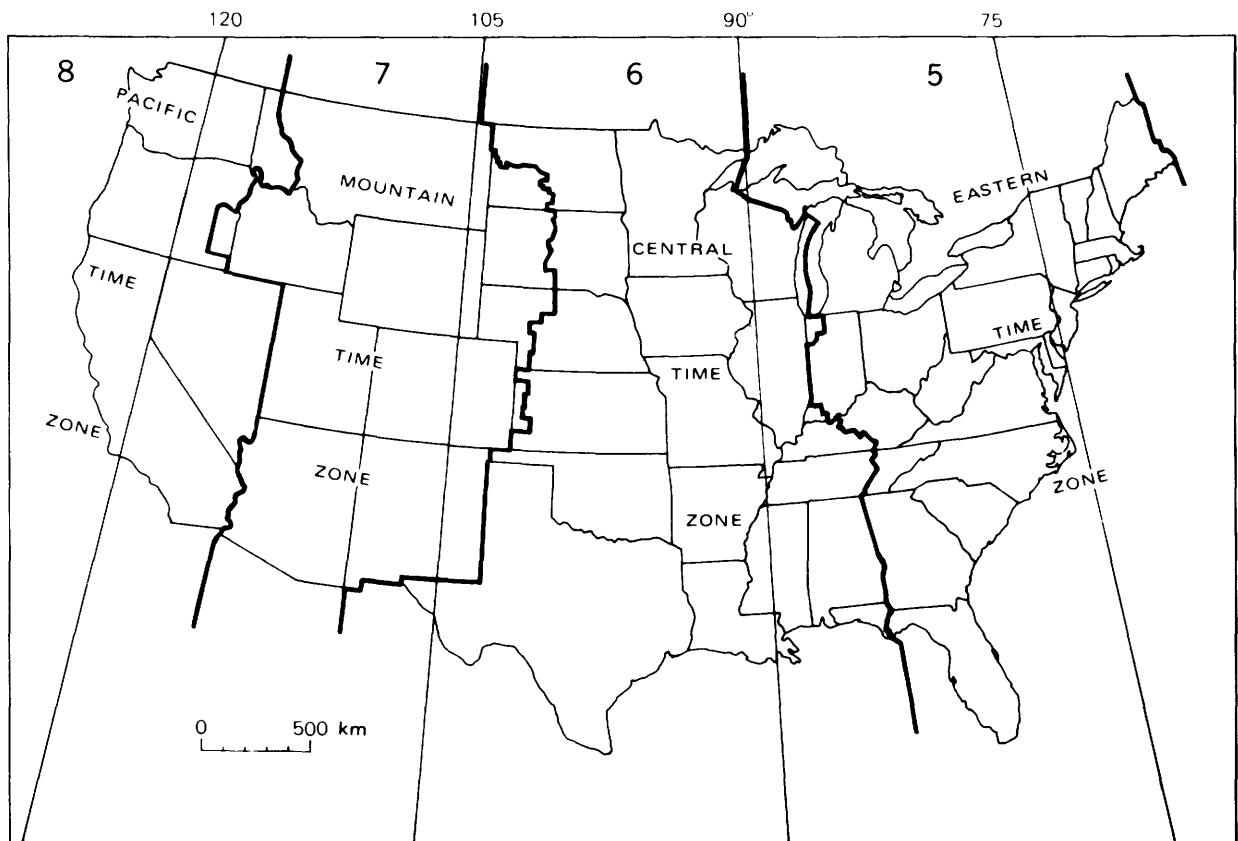 120 105 90° 75
8 7 6 5
PACIFIC
MOUNTAIN
EASTERN
CENTRAL
TIME
TIME
TIME
TIME
ZONE
ZONE
ZONE
ZONE
0 500 km